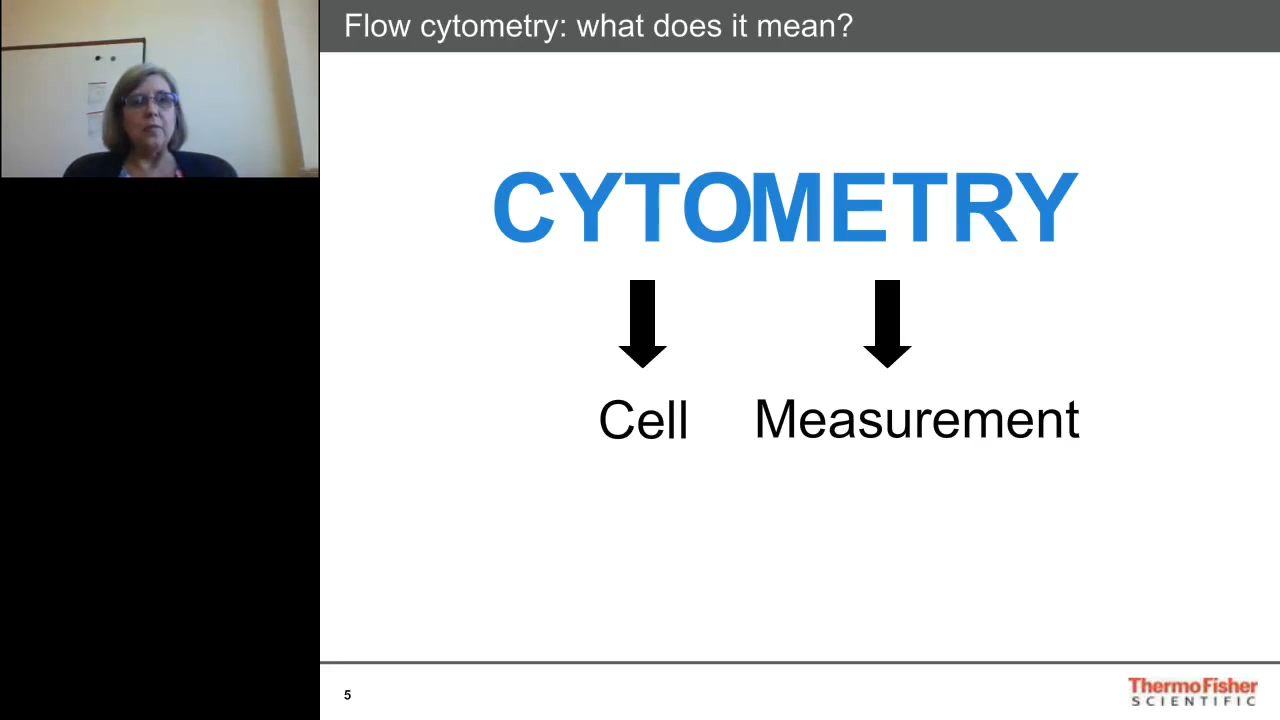 Flow cytometry: what does it mean?
CYTOMETRY
Cell Measurement
5
ThermoFisher
SCIENTIFIC